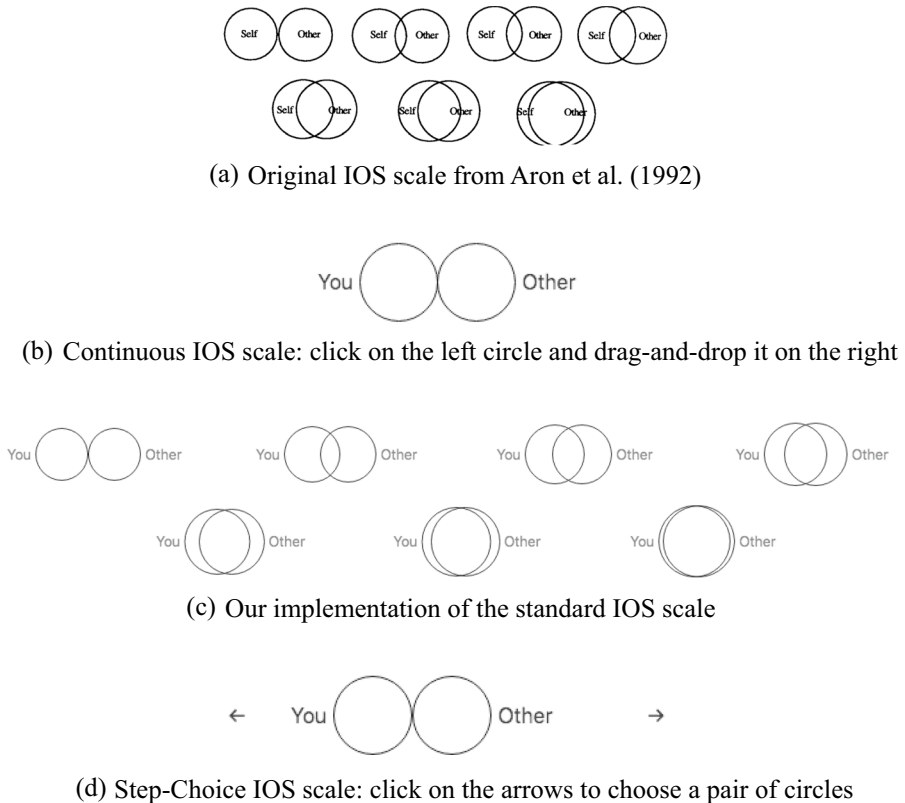 Self Other Self Other Self Other Self Other
Self Other Self Other Self Other
(a) Original IOS scale from Aron et al. (1992)
You Other
(b) Continuous IOS scale: click on the left circle and drag-and-drop it on the right
You Other You Other You Other You Other
You Other You Other You Other
(c) Our implementation of the standard IOS scale
← You Other →
(d) Step-Choice IOS scale: click on the arrows to choose a pair of circles